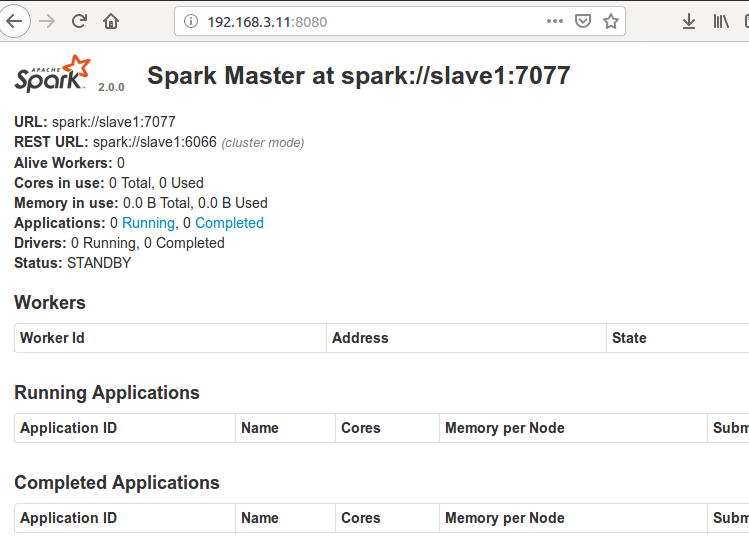 192.168.3.11:8080
APACHE
Spark 2.0.0 Spark Master at spark://slave1:7077
URL: spark://slave1:7077
REST URL: spark://slave1:6066 (cluster mode)
Alive Workers: 0
Cores in use: 0 Total, 0 Used
Memory in use: 0.0 B Total, 0.0 B Used
Applications: 0 Running, 0 Completed
Drivers: 0 Running, 0 Completed
Status: STANDBY
Workers
Worker Id Address State
Running Applications
Application ID Name Cores Memory per Node Subm
Completed Applications
Application ID Name Cores Memory per Node Subm